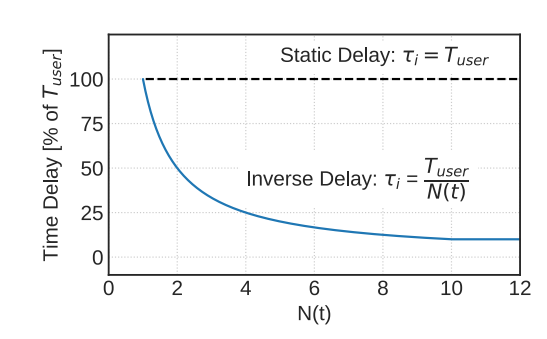 Time Delay [% of T_user]
100
75
50
25
0
Static Delay: τ_i = T_user
Inverse Delay: τ_i = T_user / N(t)
0 2 4 6 8 10 12
N(t)